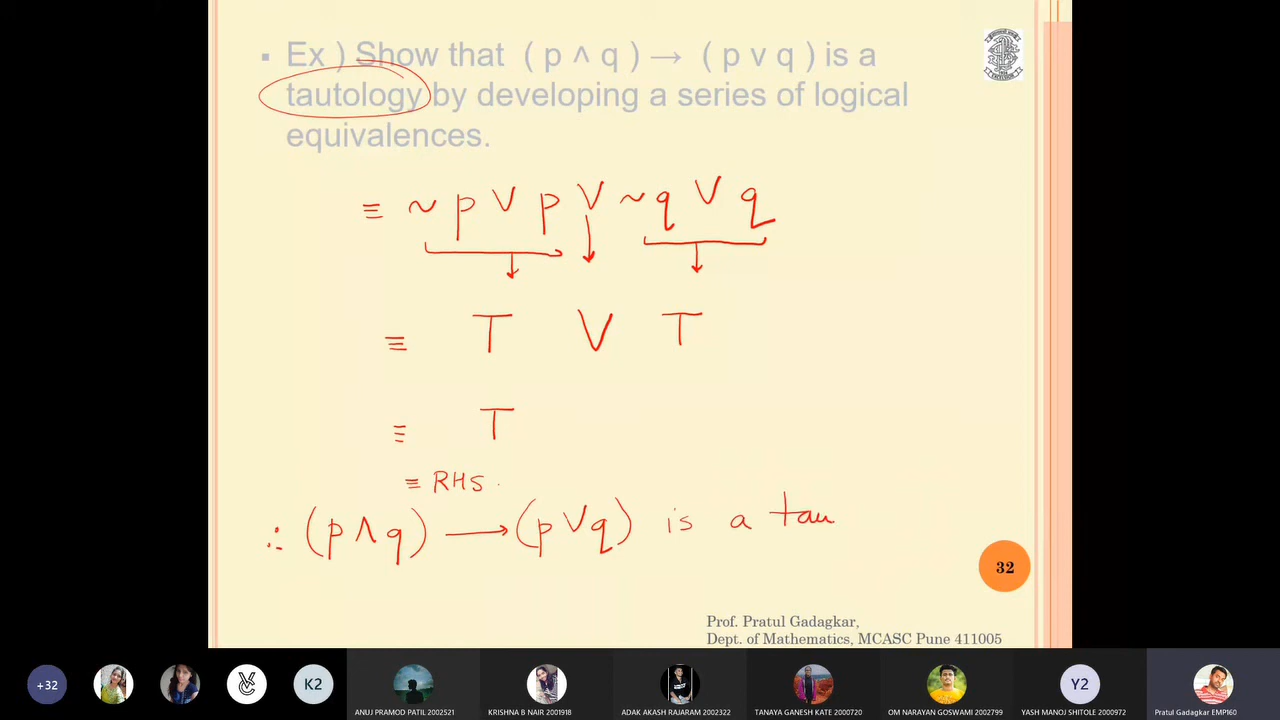 ▪ Ex ) Show that ( p ∧ q ) → ( p v q ) is a
tautology by developing a series of logical
equivalences.
≡ ~ p ∨ p ∨ ~ q ∨ q
≡ T ∨ T
≡ T
≡ RHS.
∴ (p ∧ q) → (p ∨ q) is a tau
32
Prof. Pratul Gadagkar,
Dept. of Mathematics, MCASC Pune 411005
+32
K2
Y2
ANUJ PRAMOD PATIL 2002521
KRISHNA B NAIR 2001918
ADAK AKASH RAJARAM 2002322
TANAYA GANESH KATE 2000720
OM NARAYAN GOSWAMI 2002799
YASH MANOJ SHITOLE 2000972
Pratul Gadagkar EMP160